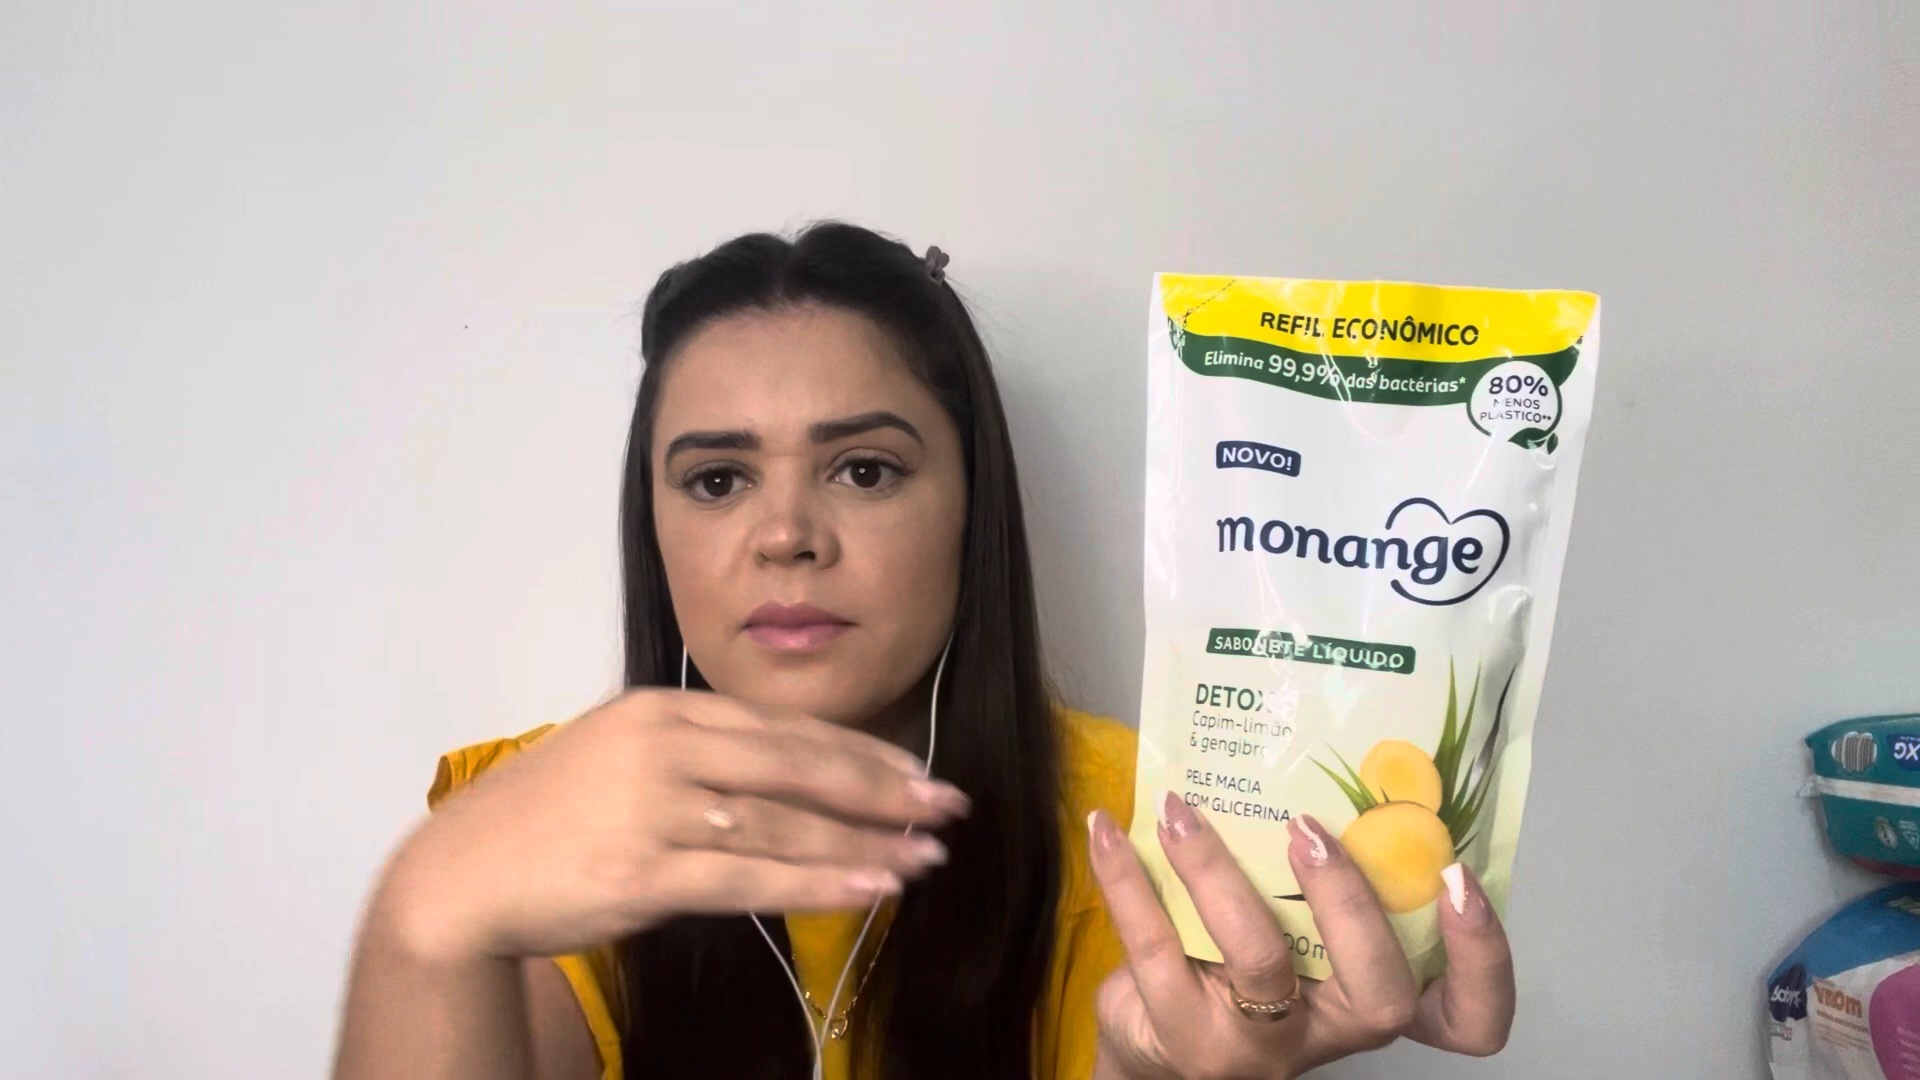 REFIL ECONÔMICO
Elimina 99,9% das bactérias*
80%
MENOS
PLÁSTICO**
NOVO!
monange
SABONETE LÍQUIDO
DETOX
Capim-limão
& gengibre
PELE MACIA
COM GLICERINA
XG